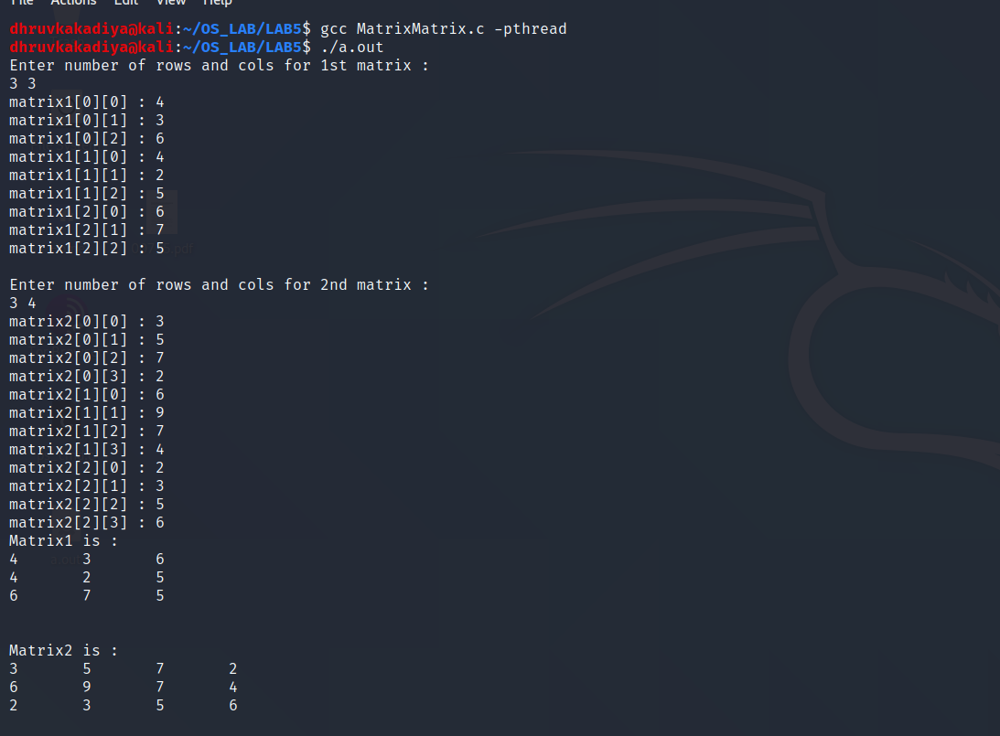 File Actions Edit View Help
dhruvkakadiya@kali:~/OS_LAB/LAB5$ gcc MatrixMatrix.c -pthread
dhruvkakadiya@kali:~/OS_LAB/LAB5$ ./a.out
Enter number of rows and cols for 1st matrix :
3 3
matrix1[0][0] : 4
matrix1[0][1] : 3
matrix1[0][2] : 6
matrix1[1][0] : 4
matrix1[1][1] : 2
matrix1[1][2] : 5
matrix1[2][0] : 6
matrix1[2][1] : 7
matrix1[2][2] : 5
Enter number of rows and cols for 2nd matrix :
3 4
matrix2[0][0] : 3
matrix2[0][1] : 5
matrix2[0][2] : 7
matrix2[0][3] : 2
matrix2[1][0] : 6
matrix2[1][1] : 9
matrix2[1][2] : 7
matrix2[1][3] : 4
matrix2[2][0] : 2
matrix2[2][1] : 3
matrix2[2][2] : 5
matrix2[2][3] : 6
Matrix1 is :
4 3 6
4 2 5
6 7 5
Matrix2 is :
3 5 7 2
6 9 7 4
2 3 5 6